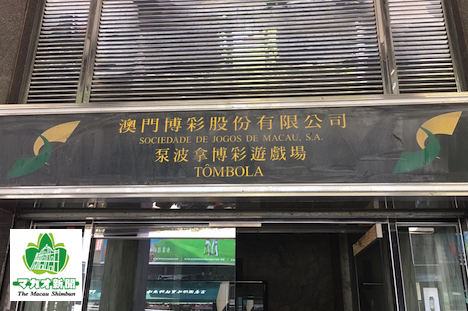 澳門博彩股份有限公司
SOCIEDADE DE JOGOS DE MACAU, S.A.
泵波拿博彩遊戲場
TÔMBOLA
マカオ新聞
The Macau Shimbun